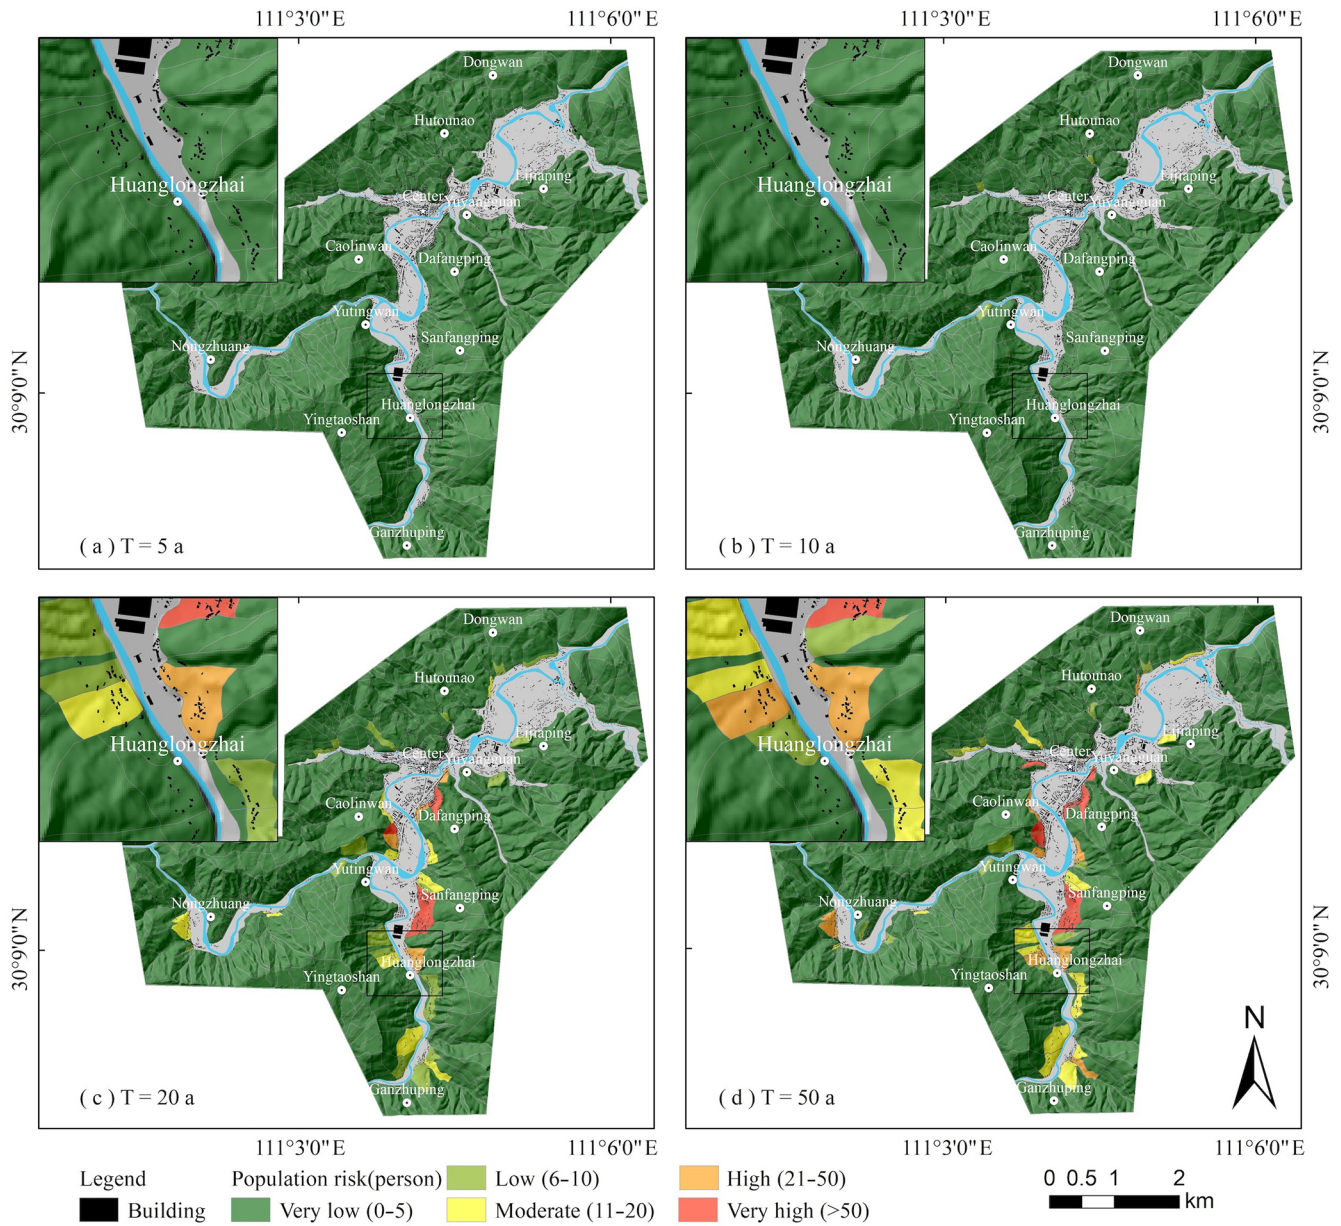 111°3'0"E 111°6'0"E 111°3'0"E 111°6'0"E
Dongwan
Hutounao
Huanglongzhai
Lijiaping
Center
Yuyangguan
Caolinwan
Dafangping
Yutingwan
Nongzhuang
Sanfangping
30°9'0"N
Huanglongzhai
Yingtaoshan
Ganzhuping
( a ) T = 5 a
Dongwan
Hutounao
Huanglongzhai
Lijiaping
Center
Yuyangguan
Caolinwan
Dafangping
Yutingwan
Nongzhuang
Sanfangping
30°9'0"N
Huanglongzhai
Yingtaoshan
Ganzhuping
( b ) T = 10 a
Dongwan
Hutounao
Huanglongzhai
Lijiaping
Center
Yuyangguan
Caolinwan
Dafangping
Yutingwan
Nongzhuang
Sanfangping
30°9'0"N
Huanglongzhai
Yingtaoshan
Ganzhuping
( c ) T = 20 a
Dongwan
Hutounao
Huanglongzhai
Lijiaping
Center
Yuyangguan
Caolinwan
Dafangping
Yutingwan
Nongzhuang
Sanfangping
30°9'0"N
Huanglongzhai
Yingtaoshan
Ganzhuping
( d ) T = 50 a
N
111°3'0"E 111°6'0"E 111°3'0"E 111°6'0"E
Legend Population risk(person) Low (6-10) High (21-50)
Building Very low (0-5) Moderate (11-20) Very high (>50)
0 0.5 1 2
km